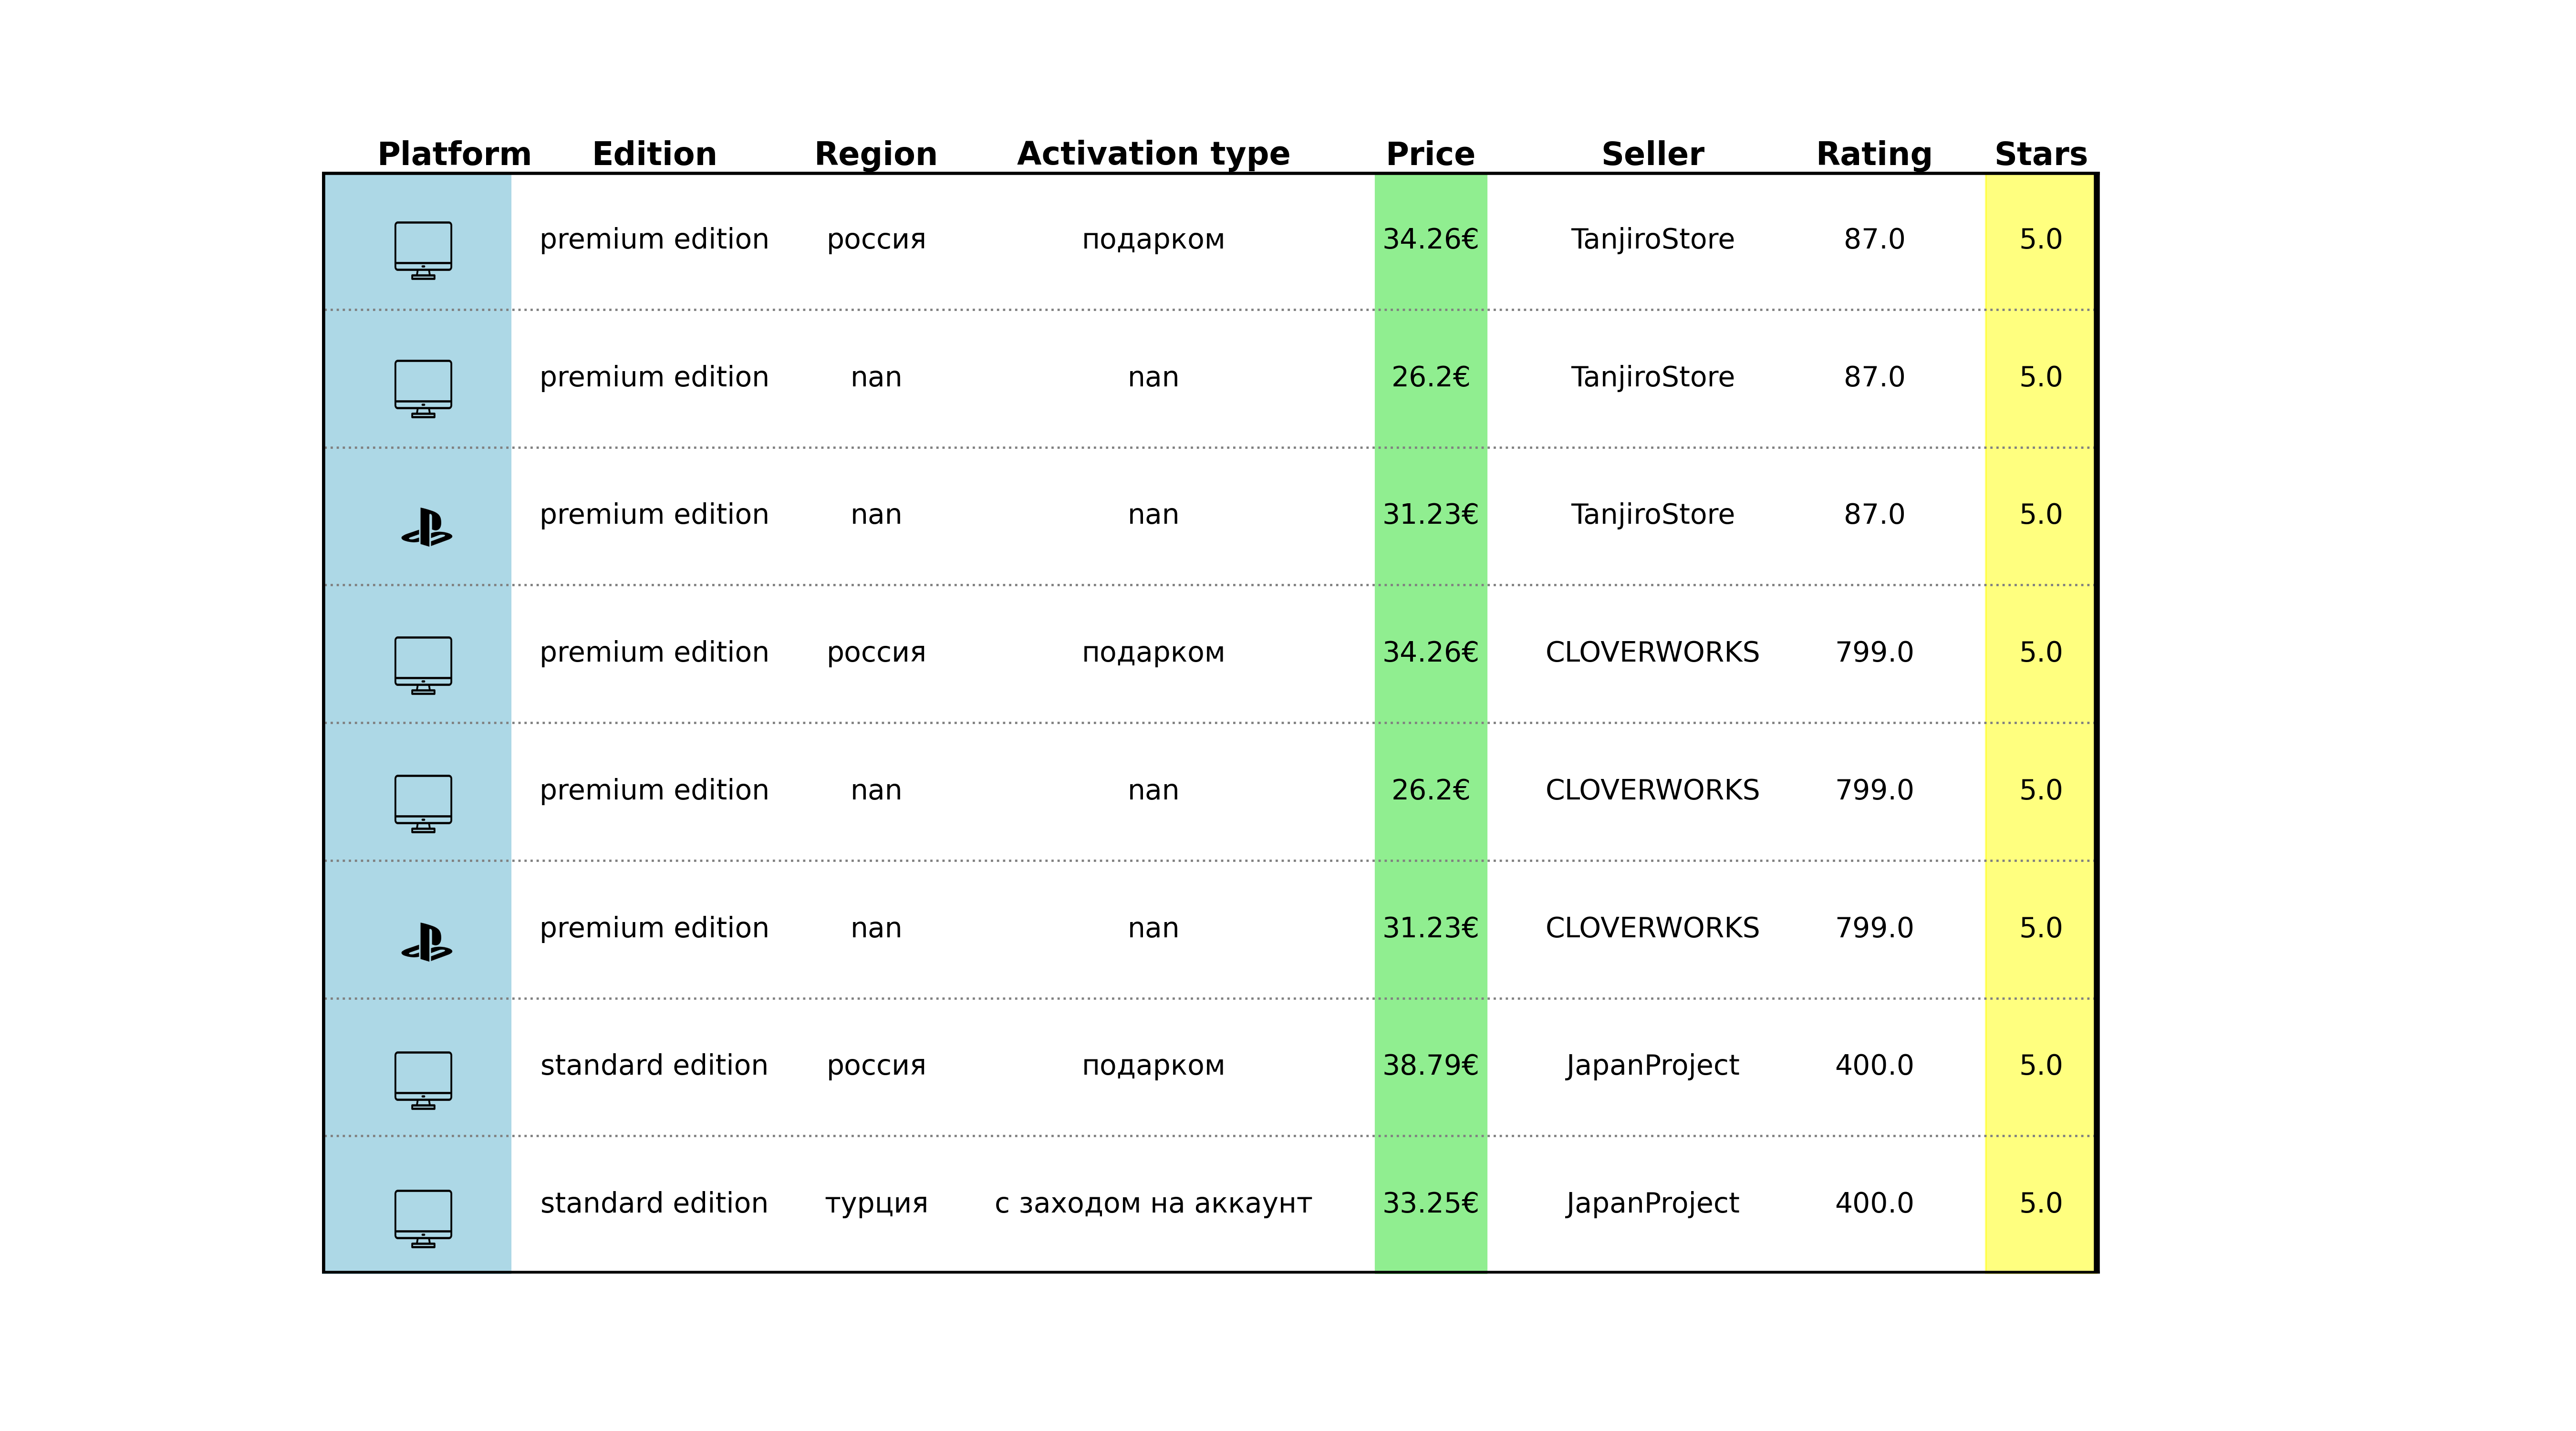 Platform Edition Region Activation type Price Seller Rating Stars
premium edition россия подарком 34.26€ TanjiroStore 87.0 5.0
premium edition nan nan 26.2€ TanjiroStore 87.0 5.0
premium edition nan nan 31.23€ TanjiroStore 87.0 5.0
premium edition россия подарком 34.26€ CLOVERWORKS 799.0 5.0
premium edition nan nan 26.2€ CLOVERWORKS 799.0 5.0
premium edition nan nan 31.23€ CLOVERWORKS 799.0 5.0
standard edition россия подарком 38.79€ JapanProject 400.0 5.0
standard edition турция с заходом на аккаунт 33.25€ JapanProject 400.0 5.0